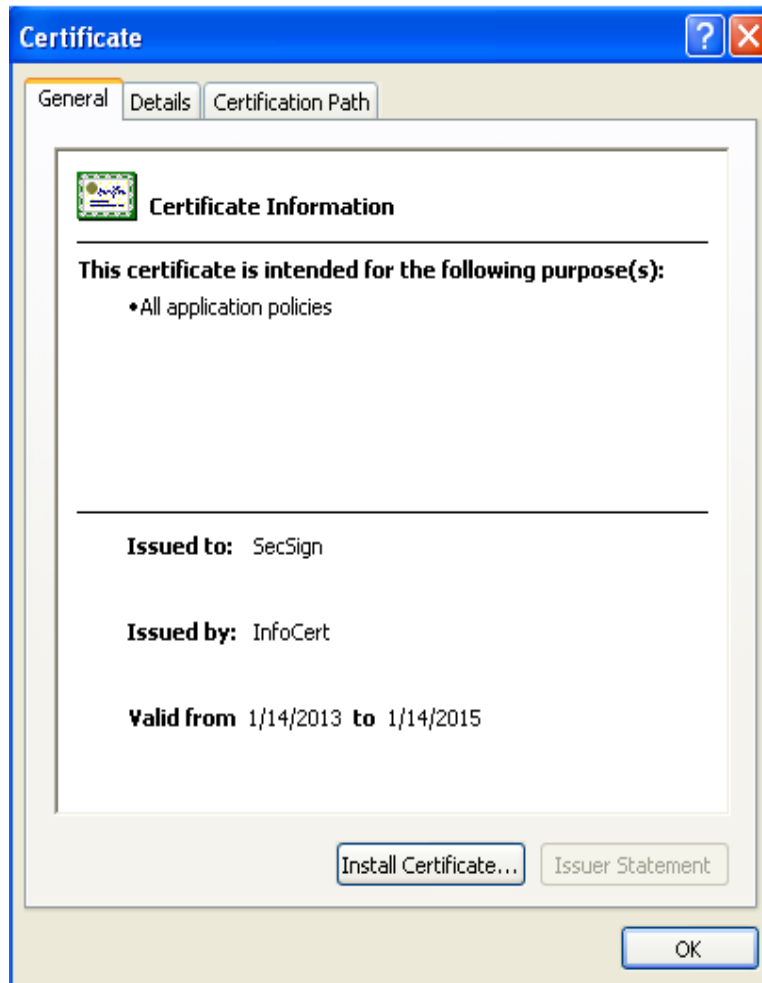 Certificate
General Details Certification Path
Certificate Information
This certificate is intended for the following purpose(s):
•All application policies
Issued to: SecSign
Issued by: InfoCert
Valid from 1/14/2013 to 1/14/2015
Install Certificate... Issuer Statement
OK